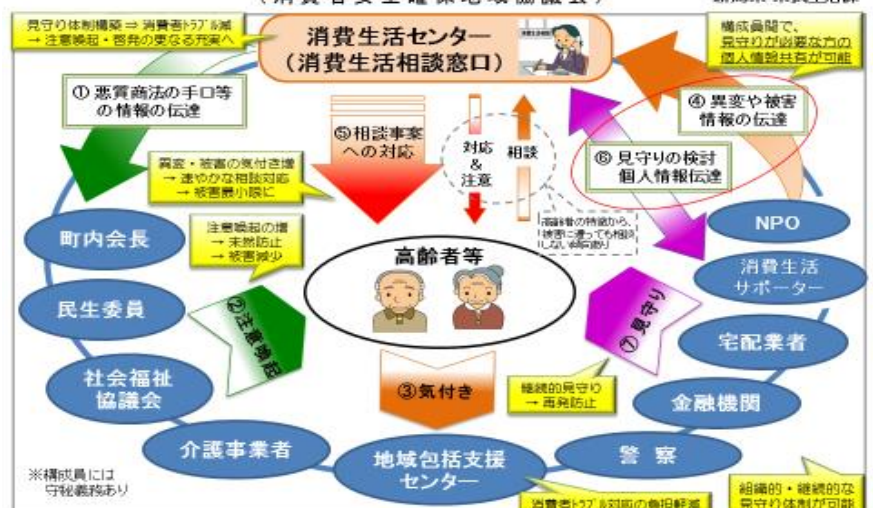 （消費者安全確保地域協議会）
見守り体制構築 ⇒ 消費者ﾄﾗﾌﾞﾙ減
→ 注意喚起・啓発の更なる充実へ
消費生活センター
（消費生活相談窓口）
構成員間で、
見守りが必要な方の
個人情報共有が可能
① 悪質商法の手口等
の情報の伝達
⑤相談事案
への対応
対応
&
注意
相談
④ 異変や被害
情報の伝達
⑥ 見守りの検討
個人情報伝達
異変・被害の気付き増
→ 速やかな相談対応
→ 被害最小限に
高齢者の特徴から、
被害に遭っても相談
しない傾向あり
町内会長
注意喚起の増
→ 未然防止
→ 被害減少
高齢者等
NPO
消費生活
サポーター
民生委員
②注意喚起
⑦見守り
宅配業者
社会福祉
協議会
③気付き
継続的見守り
→ 再発防止
金融機関
介護事業者
地域包括支援
センター
警 察
※構成員には
守秘義務あり
消費者ﾄﾗﾌﾞﾙ対応の負担軽減
組織的・継続的な
見守り体制が可能